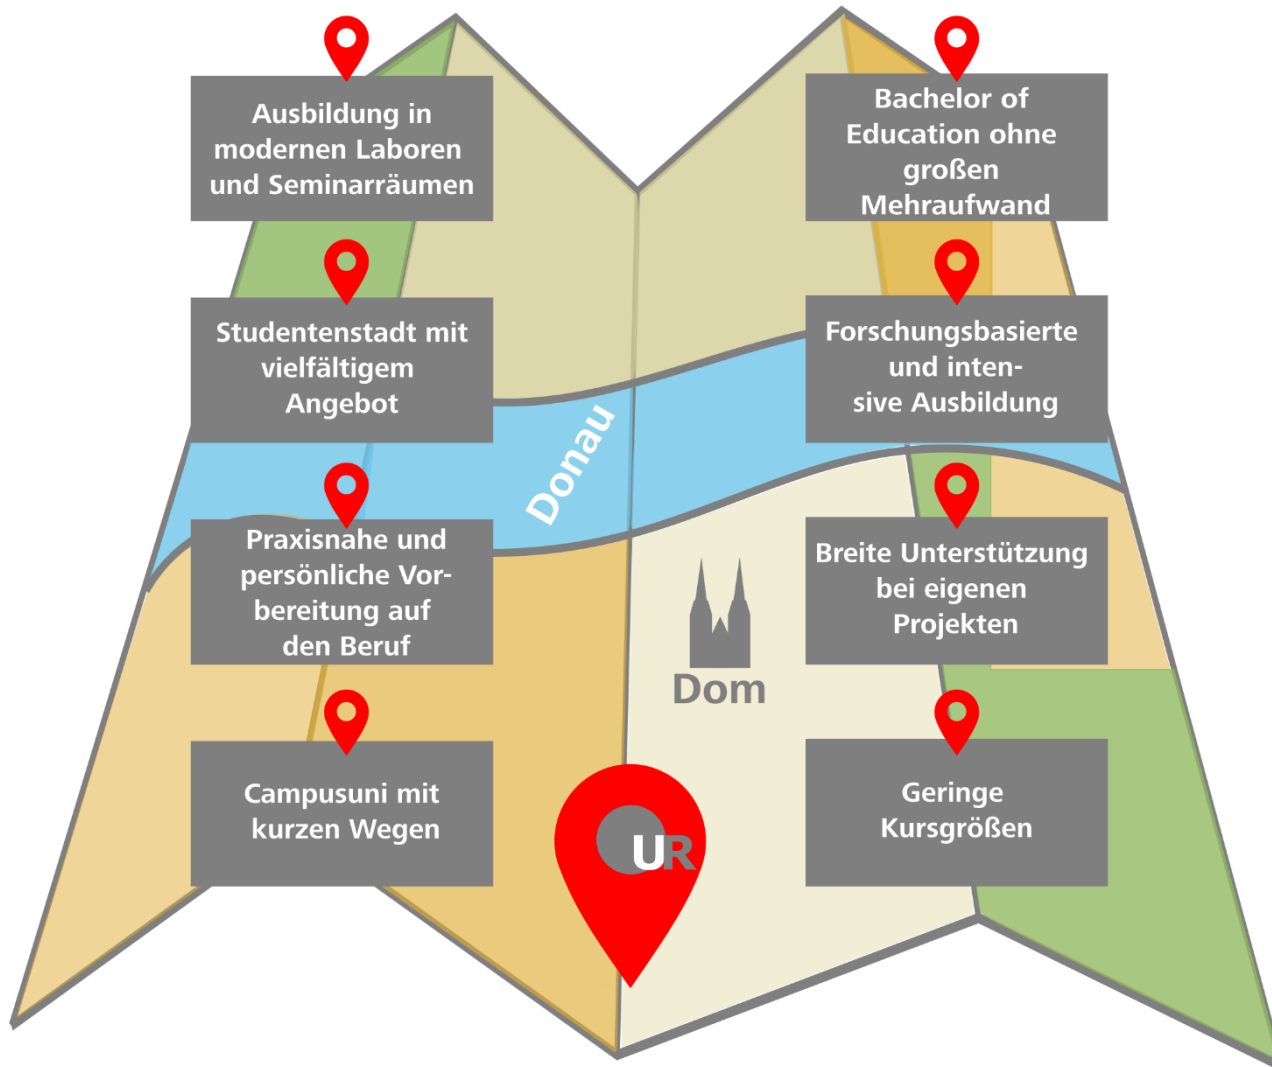 Ausbildung in
modernen Laboren
und Seminarräumen
Bachelor of
Education ohne
großen
Mehraufwand
Studentenstadt mit
vielfältigem
Angebot
Forschungsbasierte
und inten-
sive Ausbildung
Donau
Praxisnahe und
persönliche Vor-
bereitung auf
den Beruf
Breite Unterstützung
bei eigenen
Projekten
Dom
Campusuni mit
kurzen Wegen
UR
Geringe
Kursgrößen